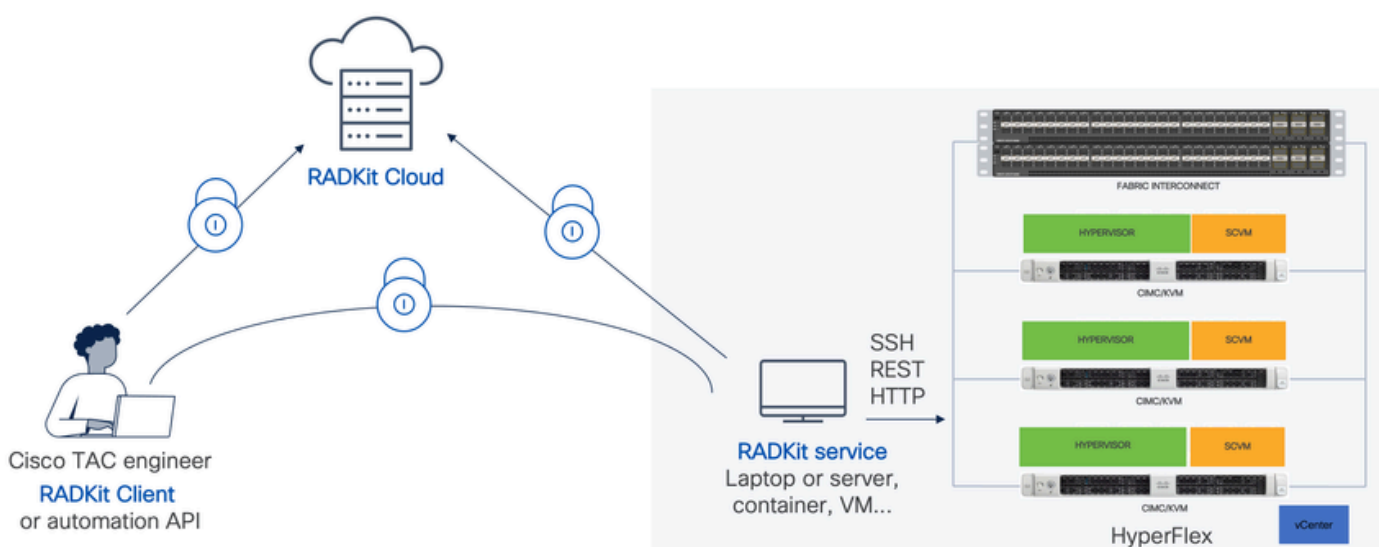 RADKit Cloud
Cisco TAC engineer
RADKit Client
or automation API
RADKit service
Laptop or server,
container, VM...
SSH
REST
HTTP
FABRIC INTERCONNECT
HYPERVISOR
SCVM
CIMC/KVM
HYPERVISOR
SCVM
CIMC/KVM
HYPERVISOR
SCVM
CIMC/KVM
HyperFlex
vCenter